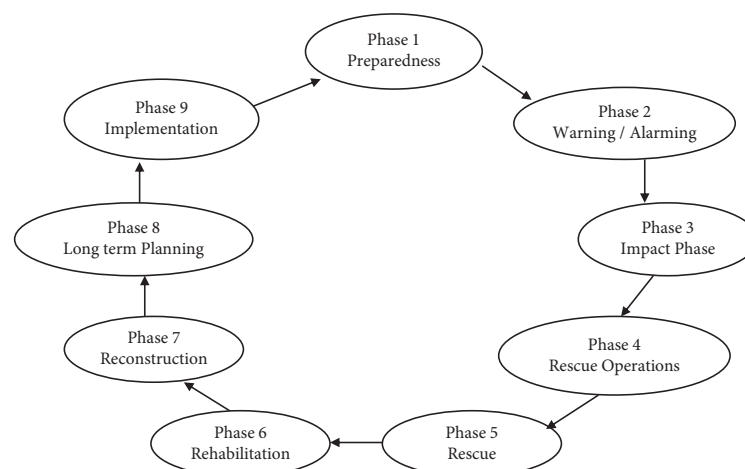 Phase 1
Preparedness
Phase 2
Warning / Alarming
Phase 3
Impact Phase
Phase 4
Rescue Operations
Phase 5
Rescue
Phase 6
Rehabilitation
Phase 7
Reconstruction
Phase 8
Long term Planning
Phase 9
Implementation